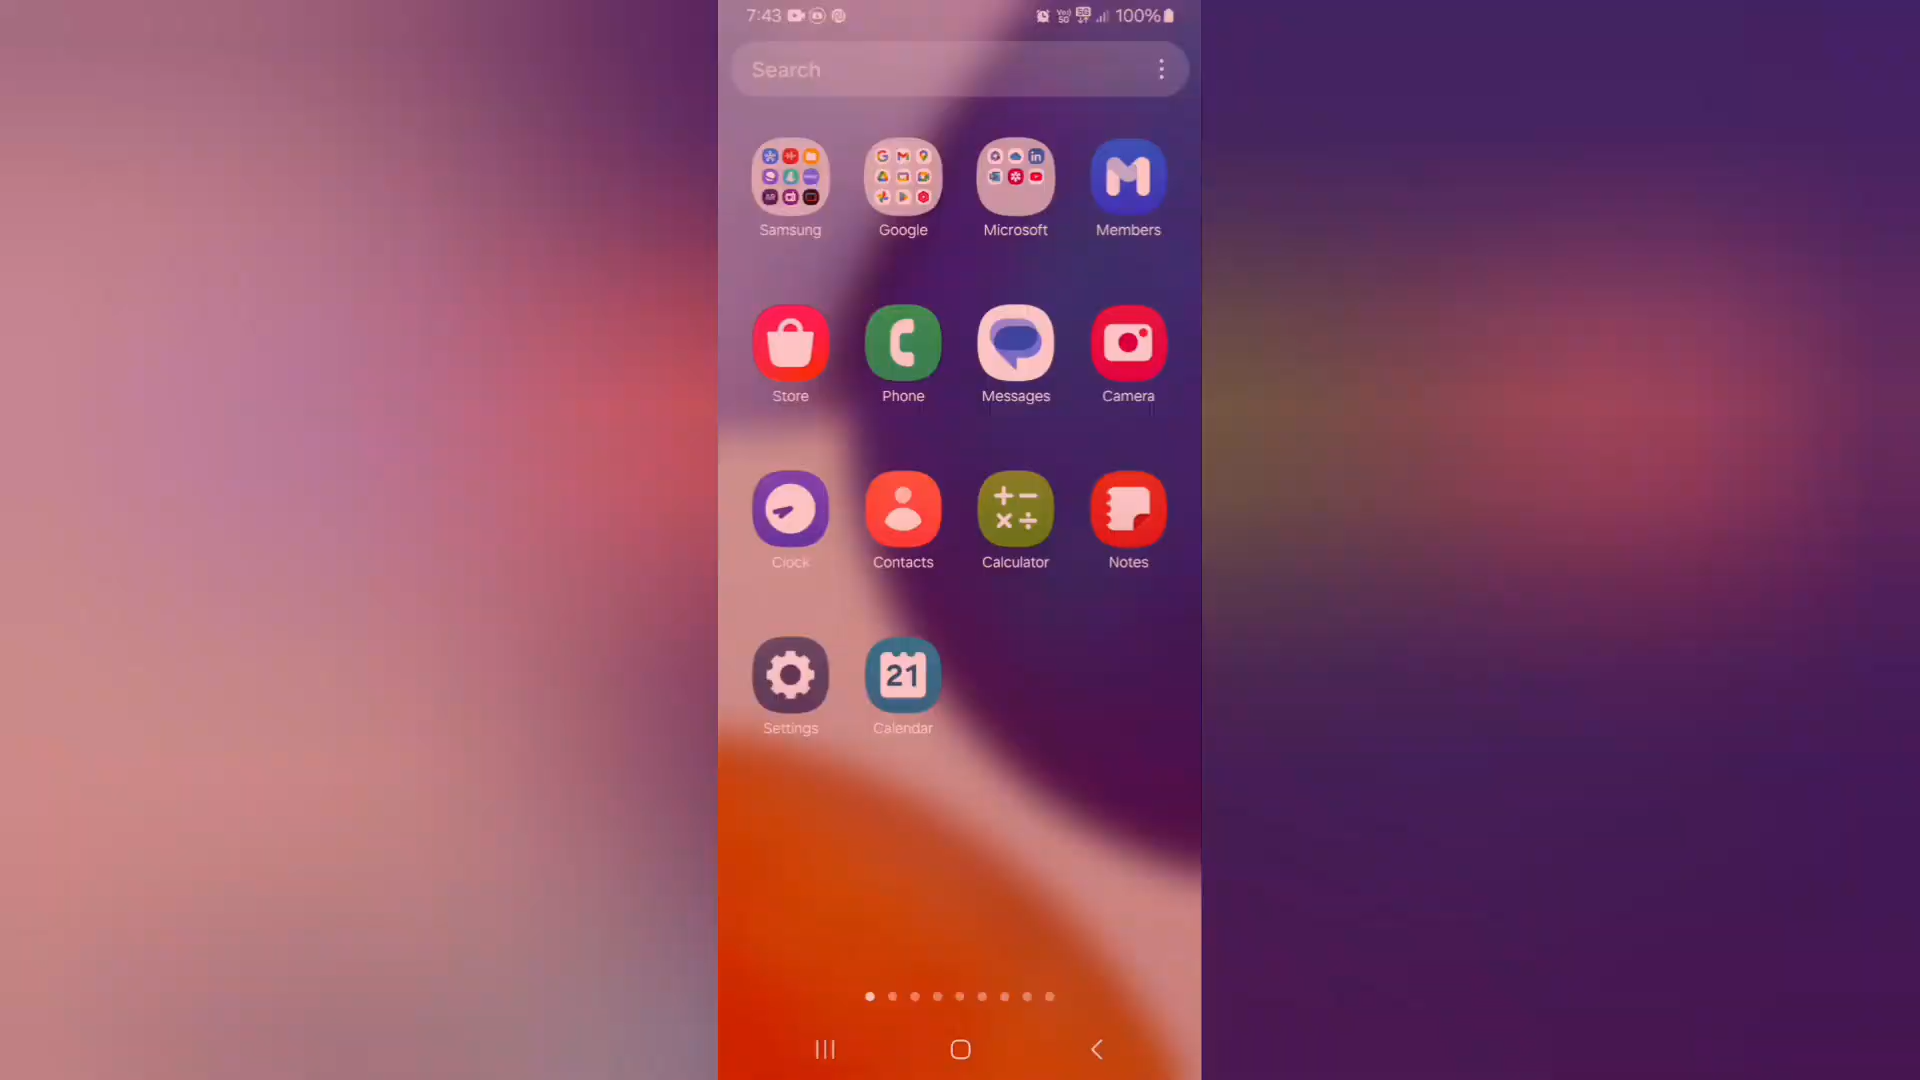 7:43 100%
Search
Samsung Google Microsoft Members
Store Phone Messages Camera
Clock Contacts Calculator Notes
21
Settings Calendar